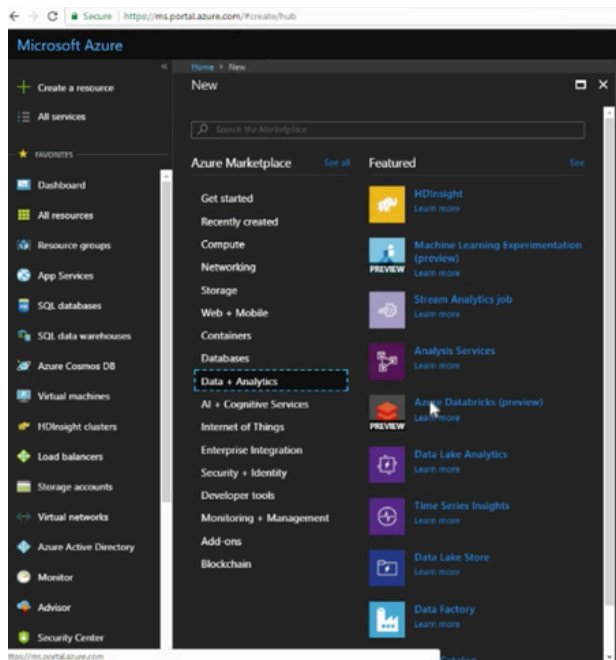 Secure https://ms.portal.azure.com/#create/hub
Microsoft Azure
Create a resource
All services
FAVORITES
Dashboard
All resources
Resource groups
App Services
SQL databases
SQL data warehouses
Azure Cosmos DB
Virtual machines
HDInsight clusters
Load balancers
Storage accounts
Virtual networks
Azure Active Directory
Monitor
Advisor
Security Center
Home > New
New
Search the Marketplace
Azure Marketplace See all
Get started
Recently created
Compute
Networking
Storage
Web + Mobile
Containers
Databases
Data + Analytics
AI + Cognitive Services
Internet of Things
Enterprise Integration
Security + Identity
Developer tools
Monitoring + Management
Add-ons
Blockchain
Featured See
HDInsight
Learn more
PREVIEW
Machine Learning Experimentation
(preview)
Learn more
Stream Analytics job
Learn more
Analysis Services
Learn more
PREVIEW
Azure Databricks (preview)
Learn more
Data Lake Analytics
Learn more
Time Series Insights
Learn more
Data Lake Store
Learn more
Data Factory
Learn more
https://ms.portal.azure.com